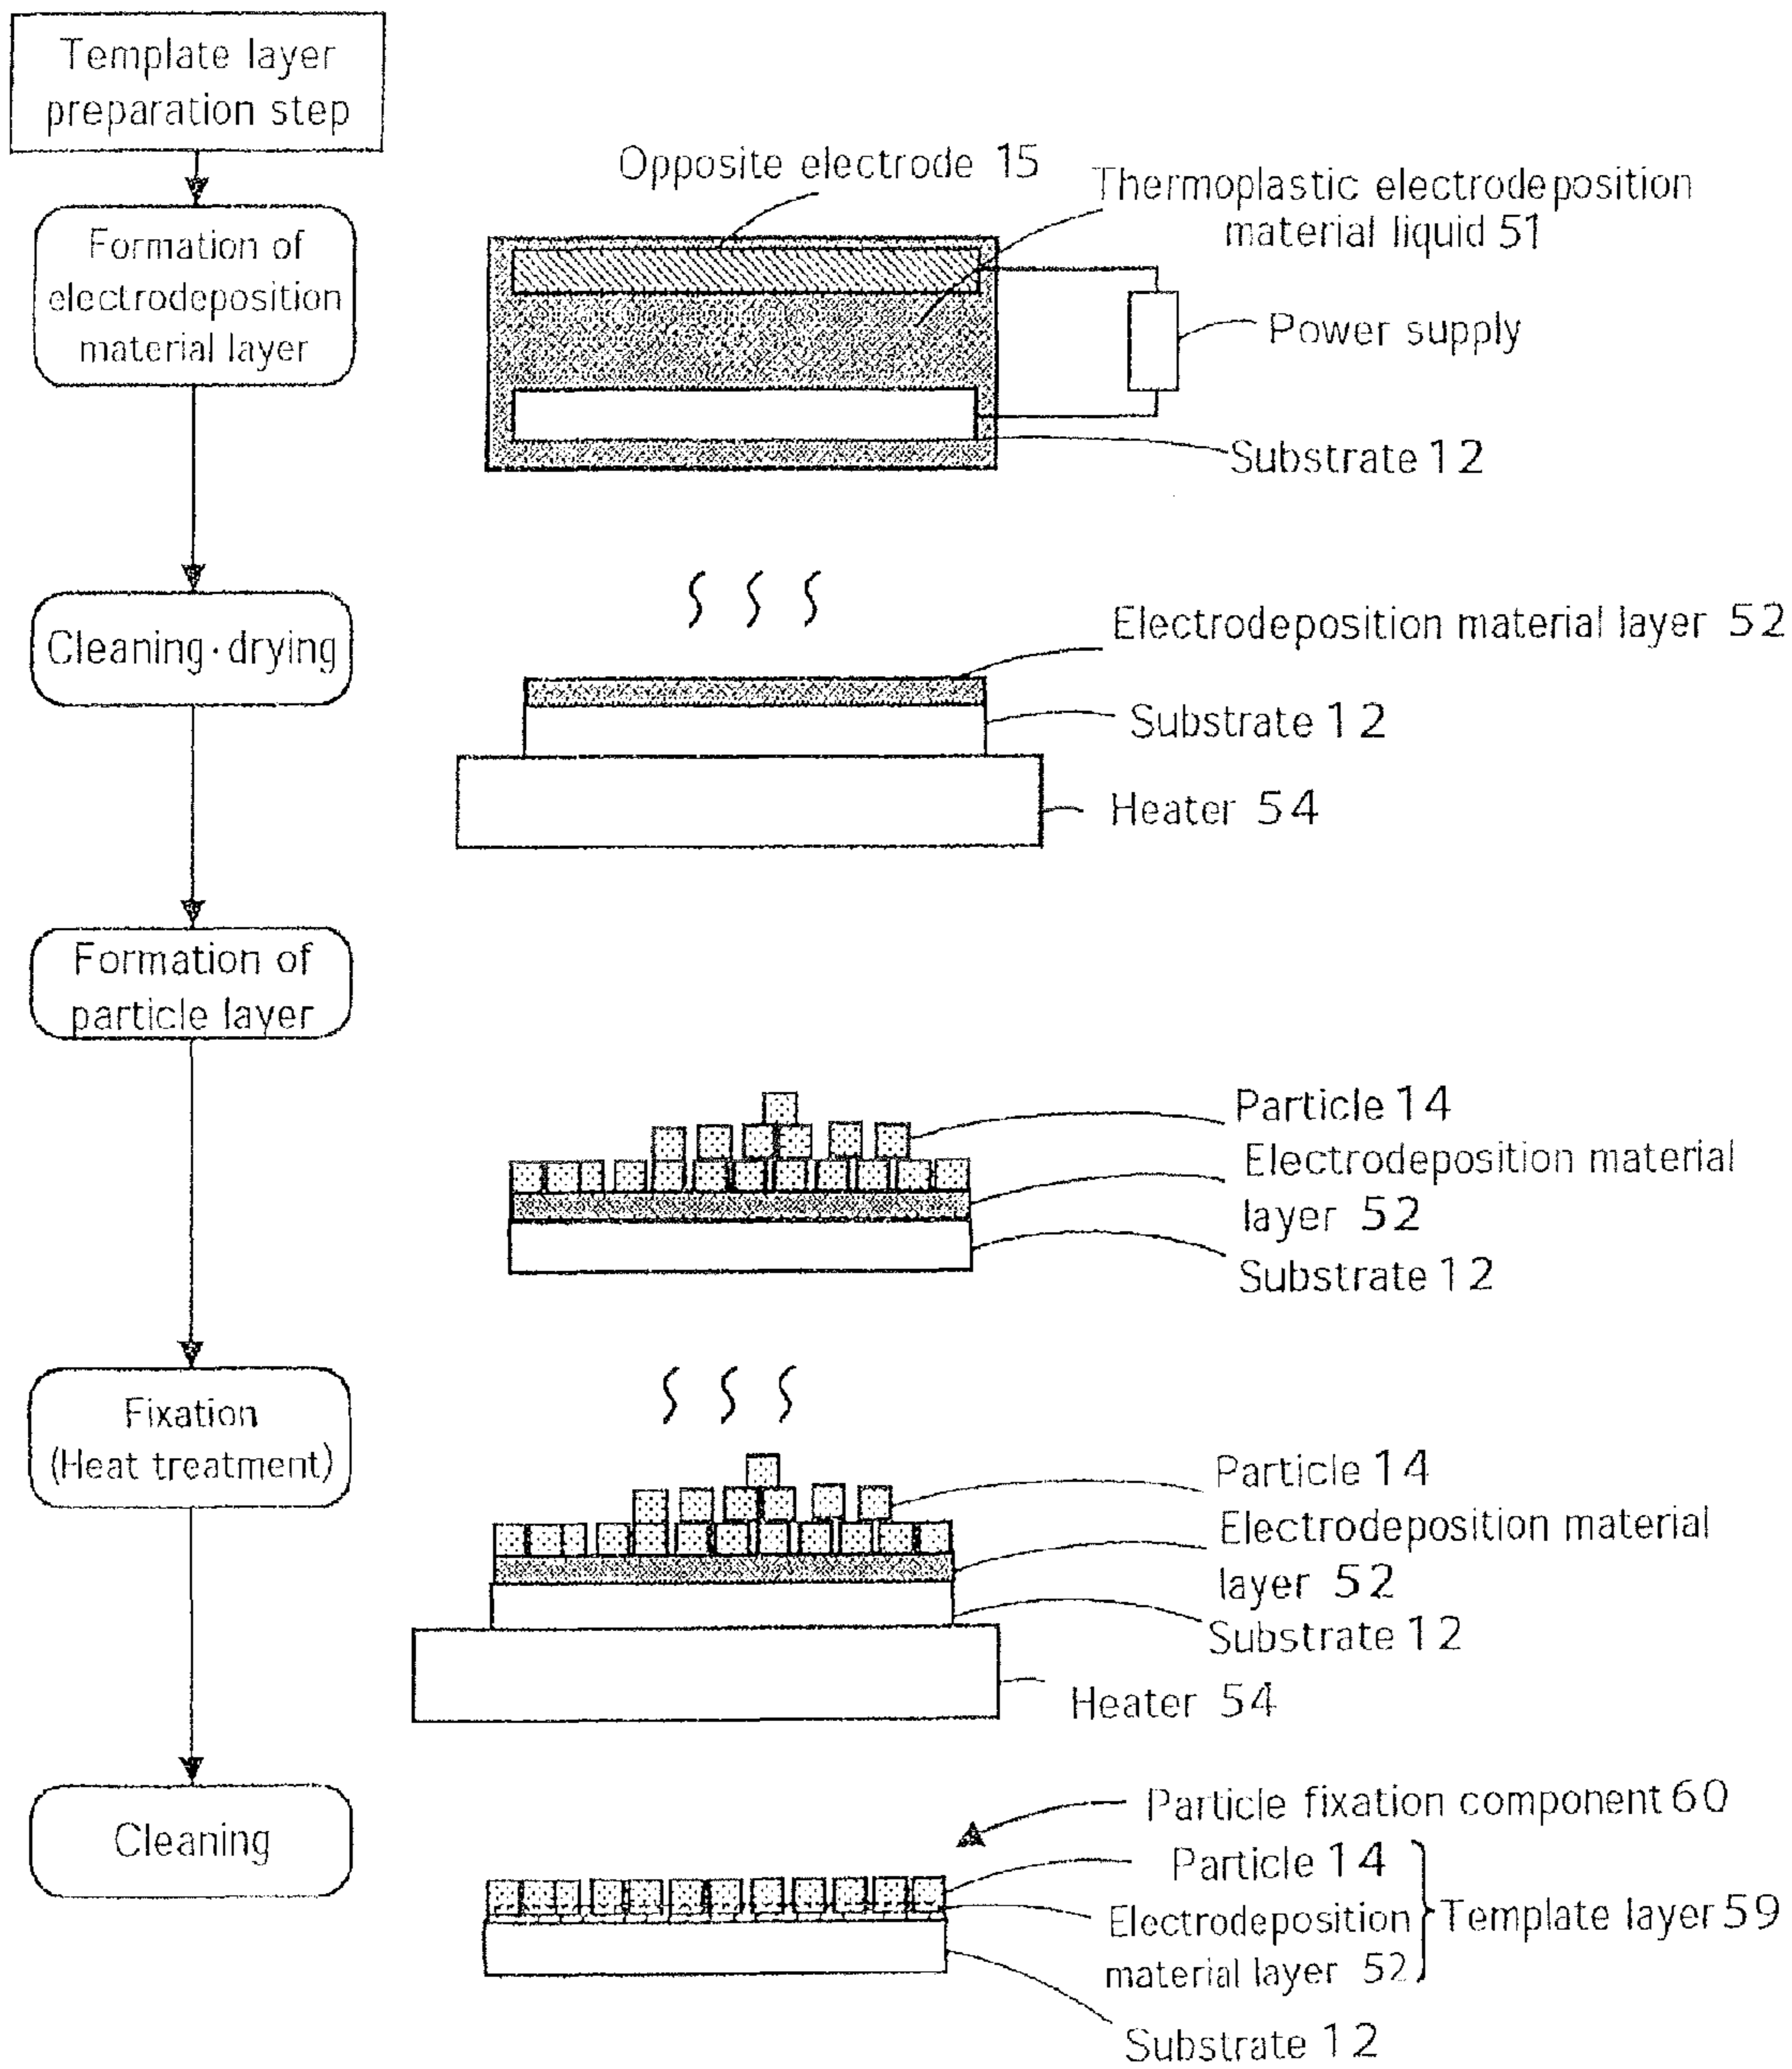 Template layer
preparation step
Formation of
electrodeposition
material layer
Opposite electrode 15
Thermoplastic electrodeposition
material liquid 51
Power supply
Substrate 12
Cleaning·drying
Electrodeposition material layer 52
Substrate 12
Heater 54
Formation of
particle layer
Particle 14
Electrodeposition material
layer 52
Substrate 12
Fixation
(Heat treatment)
Particle 14
Electrodeposition material
layer 52
Substrate 12
Heater 54
Cleaning
Particle fixation component 60
Particle 14
Electrodeposition
material layer 52
Template layer 59
Substrate 12